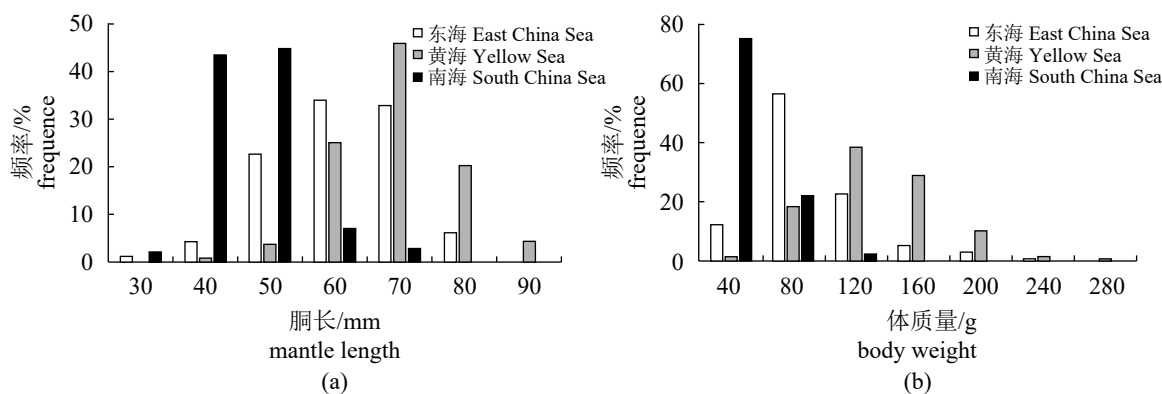 50
40
30
20
10
0
频率/%
frequence
东海 East China Sea
黄海 Yellow Sea
南海 South China Sea
30 40 50 60 70 80 90
胴长/mm
mantle length
(a)
80
60
40
20
0
频率/%
frequence
东海 East China Sea
黄海 Yellow Sea
南海 South China Sea
40 80 120 160 200 240 280
体质量/g
body weight
(b)